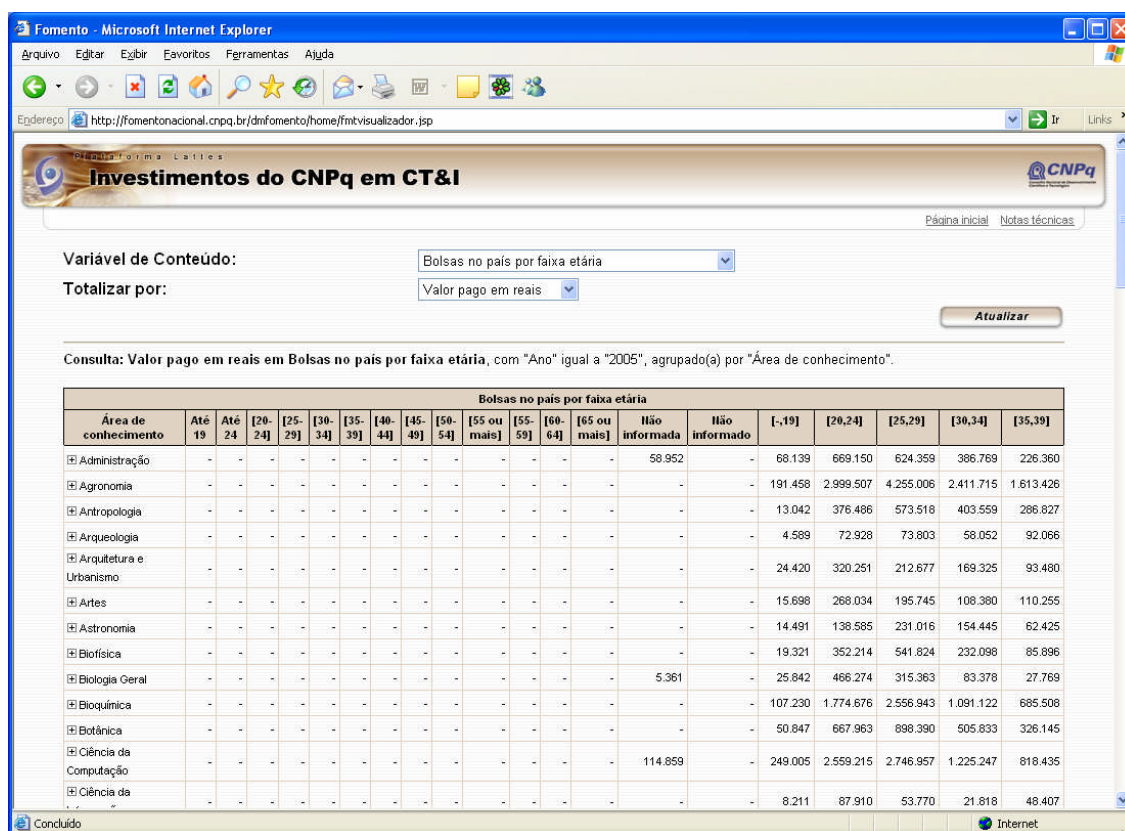 Fomento - Microsoft Internet Explorer
Arquivo Editar Exibir Favoritos Ferramentas Ajuda
Endereço http://fomentonacional.cnpq.br/dmfomento/home/fmtvisualizador.jsp Ir Links
Plataforma Lattes
Investimentos do CNPq em CT&I
CNPq
Página inicial Notas técnicas
Variável de Conteúdo: Bolsas no país por faixa etária
Totalizar por: Valor pago em reais
Atualizar
Consulta: Valor pago em reais em Bolsas no país por faixa etária, com "Ano" igual a "2005", agrupado(a) por "Área de conhecimento".
Bolsas no país por faixa etária
Área de conhecimento Até 19 Até 24 [20-24] [25-29] [30-34] [35-39] [40-44] [45-49] [50-54] [55 ou mais] [55-59] [60-64] [65 ou mais] Não informada Não informado [-,19] [20,24] [25,29] [30,34] [35,39]
Administração - - - - - - - - - - - - - 58.952 - 68.139 669.150 624.359 386.769 226.360
Agronomia - - - - - - - - - - - - - - - 191.458 2.999.507 4.255.006 2.411.715 1.613.426
Antropologia - - - - - - - - - - - - - - - 13.042 376.486 573.518 403.559 286.827
Arqueologia - - - - - - - - - - - - - - - 4.589 72.928 73.803 58.052 92.066
Arquitetura e Urbanismo - - - - - - - - - - - - - - - 24.420 320.251 212.677 169.325 93.480
Artes - - - - - - - - - - - - - - - 15.698 268.034 195.745 108.380 110.255
Astronomia - - - - - - - - - - - - - - - 14.491 138.585 231.016 154.445 62.425
Biofísica - - - - - - - - - - - - - - - 19.321 352.214 541.824 232.098 85.896
Biologia Geral - - - - - - - - - - - - - 5.361 - 25.842 466.274 315.363 83.378 27.769
Bioquímica - - - - - - - - - - - - - - - 107.230 1.774.676 2.556.943 1.091.122 685.508
Botânica - - - - - - - - - - - - - - - 50.847 667.963 898.390 505.833 326.145
Ciência da Computação - - - - - - - - - - - - - 114.859 - 249.005 2.559.215 2.746.957 1.225.247 818.435
Ciência da - - - - - - - - - - - - - - - 8.211 87.910 53.770 21.818 48.407
Concluído Internet